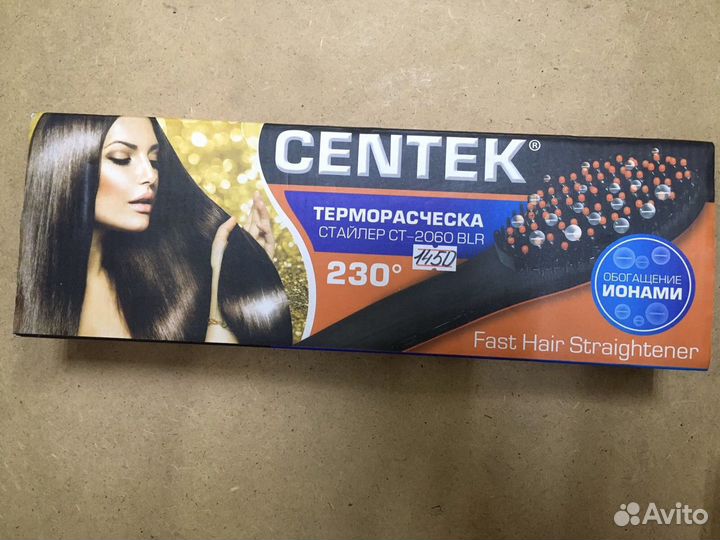 CENTEK®
ТЕРМОРАСЧЕСКА
СТАЙЛЕР CT-2060 BLR
1450
230°
ОБОГАЩЕНИЕ
ИОНАМИ
Fast Hair Straightener
Avito